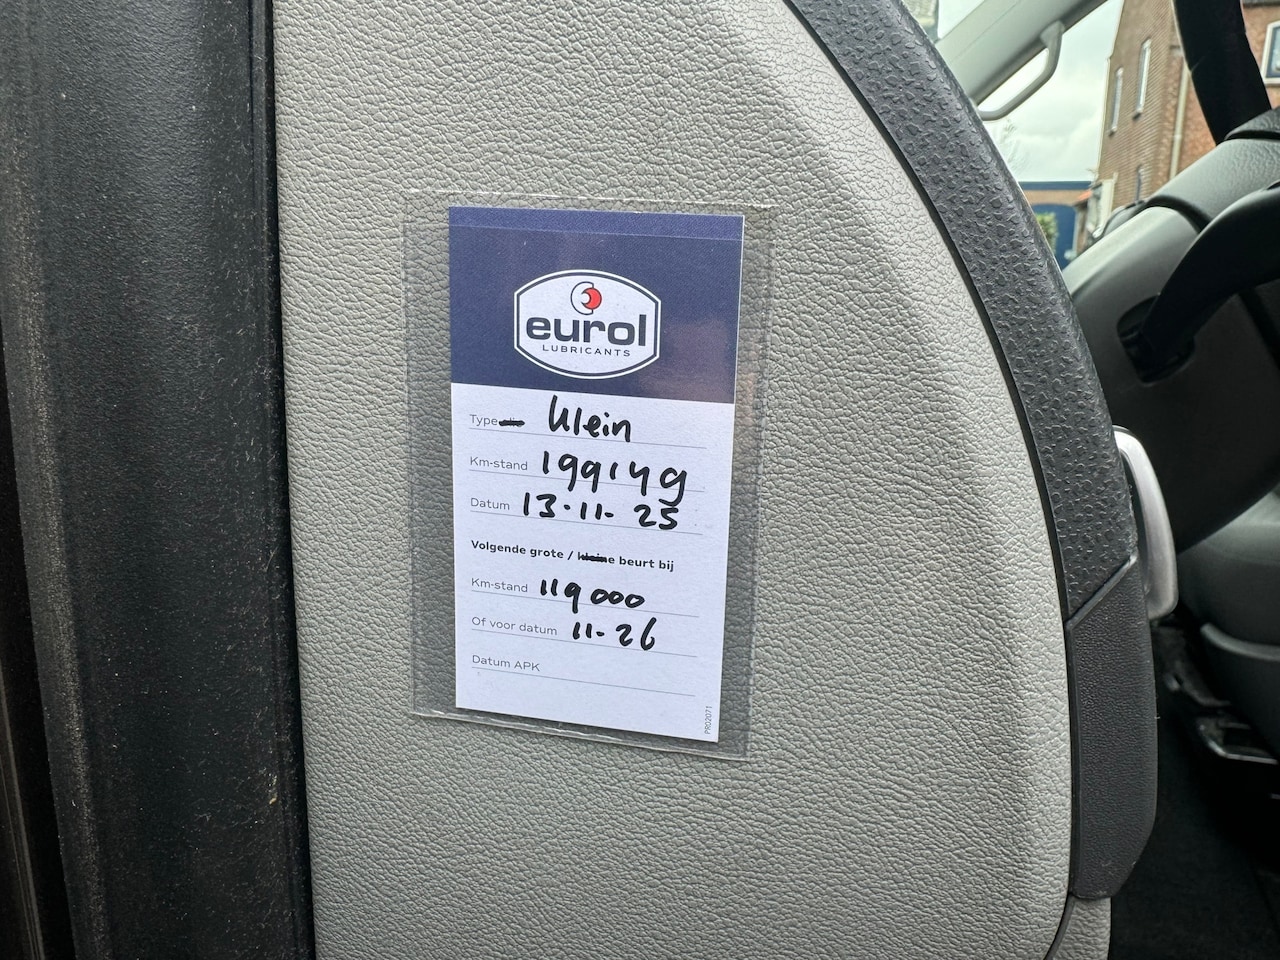 eurol
LUBRICANTS
Type Klein
Km-stand 199149
Datum 13-11-25
Volgende grote / kleine beurt bij
Km-stand 119000
Of voor datum 11-26
Datum APK
PR02071